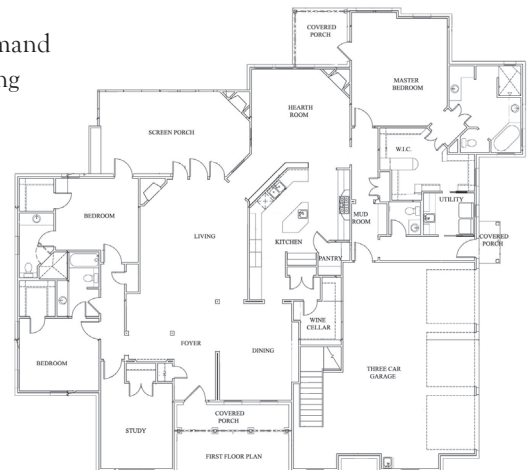 mand
ng
COVERED
PORCH
MASTER
BEDROOM
HEARTH
ROOM
SCREEN PORCH
W.I.C.
UTILITY
BEDROOM
MUD
ROOM
LIVING
COVERED
PORCH
KITCHEN
PANTRY
WINE
CELLAR
FOYER
DINING
BEDROOM
THREE CAR
GARAGE
STUDY
COVERED
PORCH
FIRST FLOOR PLAN